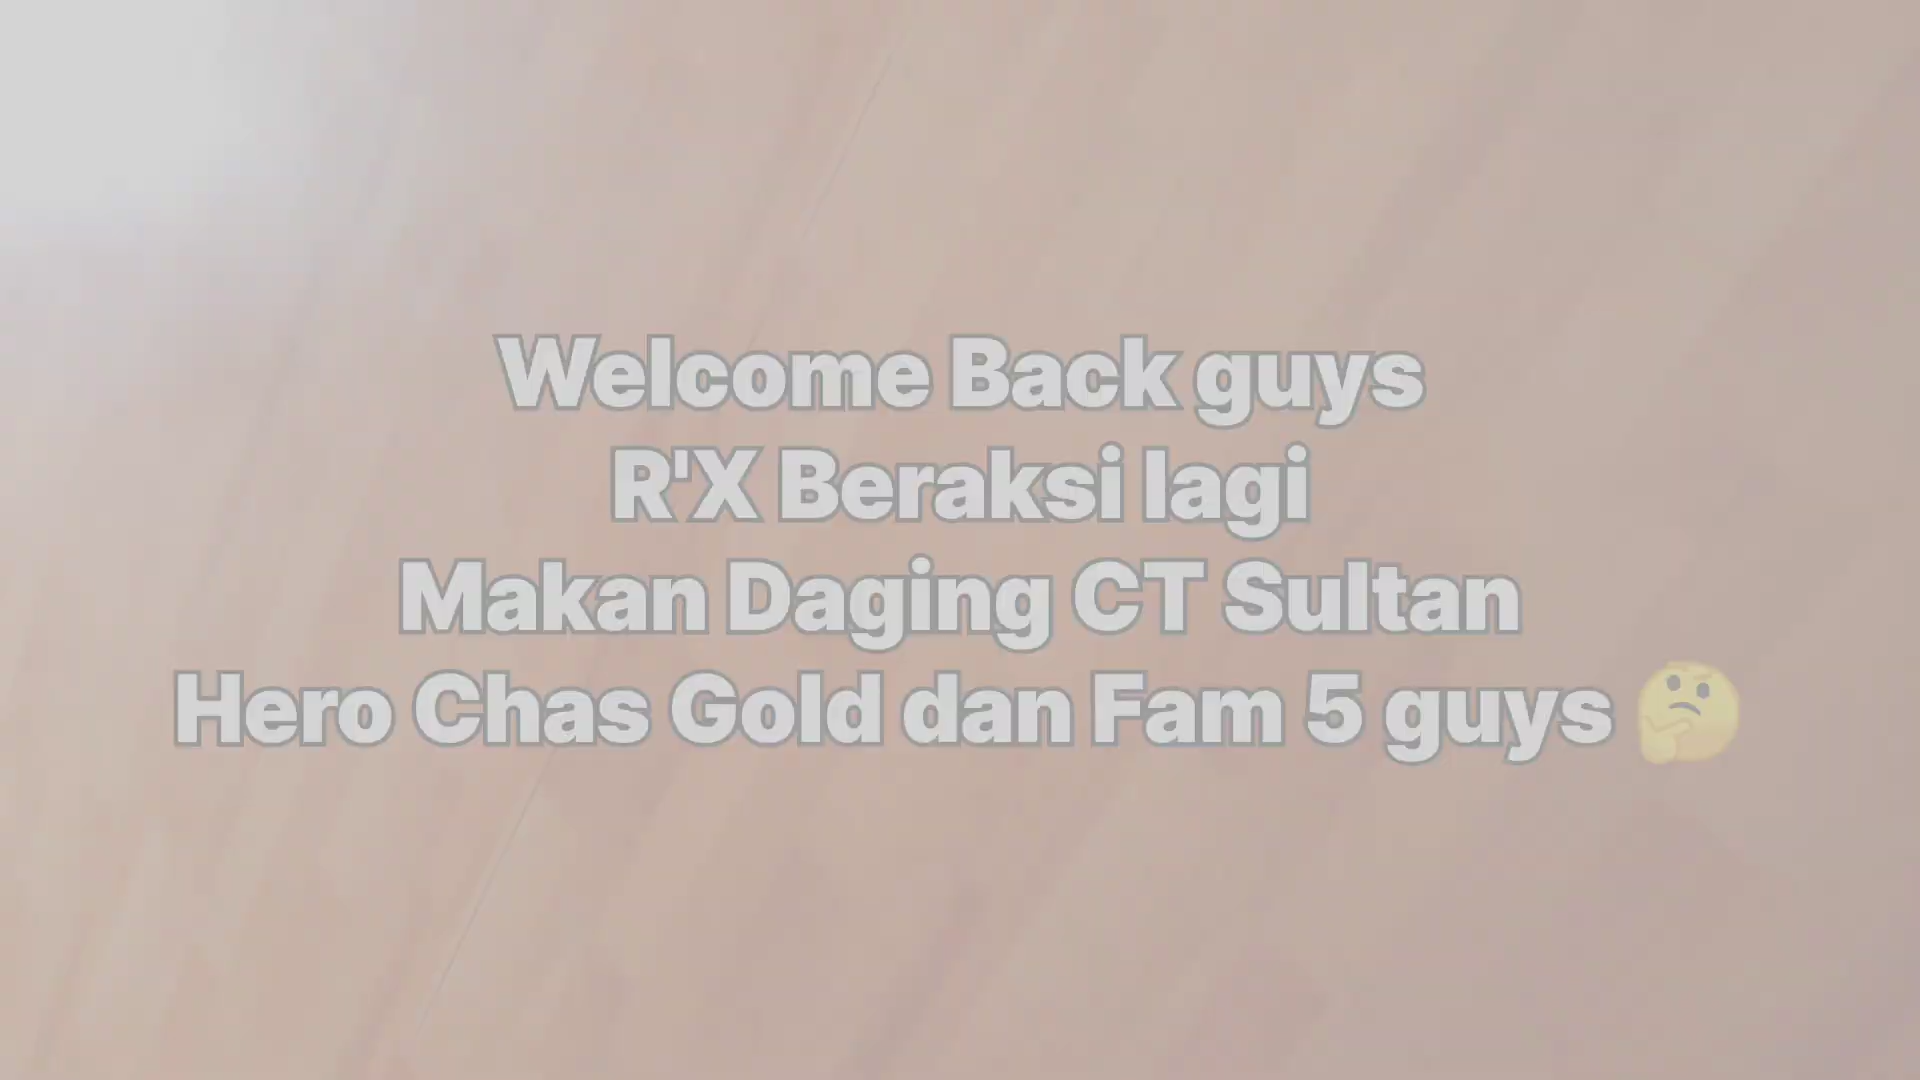 Welcome Back guys
R'X Beraksi lagi
Makan Daging CT Sultan
Hero Chas Gold dan Fam 5 guys 🤔